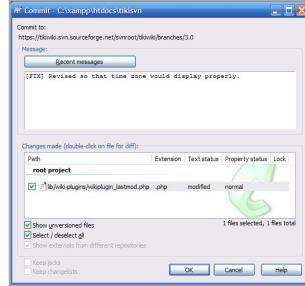 Commit - C:\xampp\htdocs\tikisvn
Commit to:
https://tikiwiki.svn.sourceforge.net/svnroot/tikiwiki/branches/3.0
Message:
Recent messages
[FIX] Revised so that time zone would display properly.
Changes made (double-click on file for diff):
Path Extension Text status Property status Lock
root project
lib/wiki-plugins/wikiplugin_lastmod.php .php modified normal
Show unversioned files 1 files selected, 1 files total
Select / deselect all
Show externals from different repositories
Keep locks
Keep changelists
OK Cancel Help